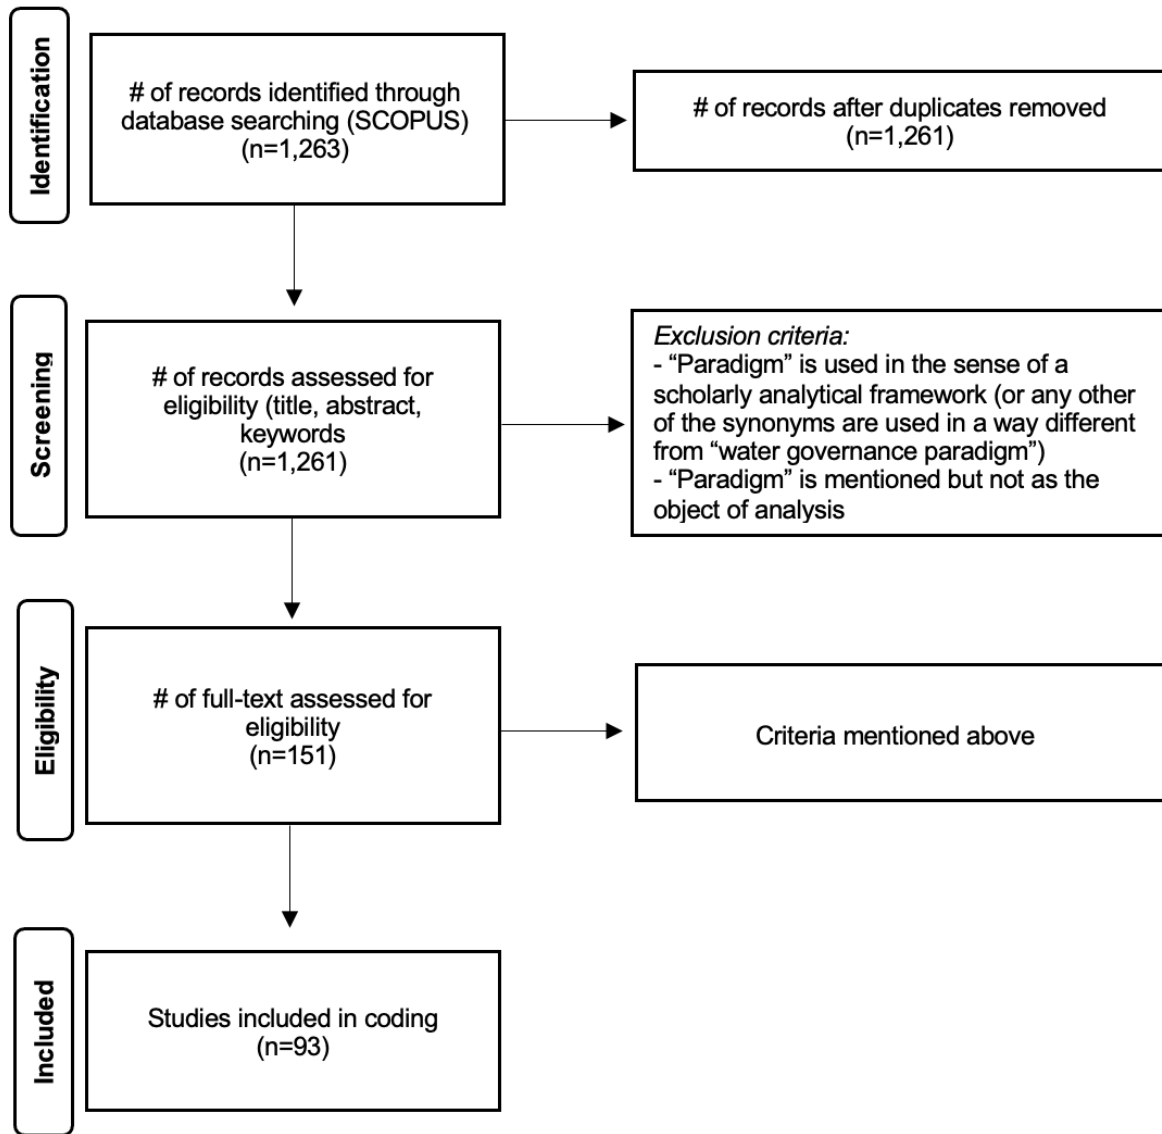 Identification
# of records identified through
database searching (SCOPUS)
(n=1,263)
# of records after duplicates removed
(n=1,261)
Screening
# of records assessed for
eligibility (title, abstract,
keywords
(n=1,261)
Exclusion criteria:
- “Paradigm” is used in the sense of a
scholarly analytical framework (or any other
of the synonyms are used in a way different
from “water governance paradigm”)
- “Paradigm” is mentioned but not as the
object of analysis
Eligibility
# of full-text assessed for
eligibility
(n=151)
Criteria mentioned above
Included
Studies included in coding
(n=93)